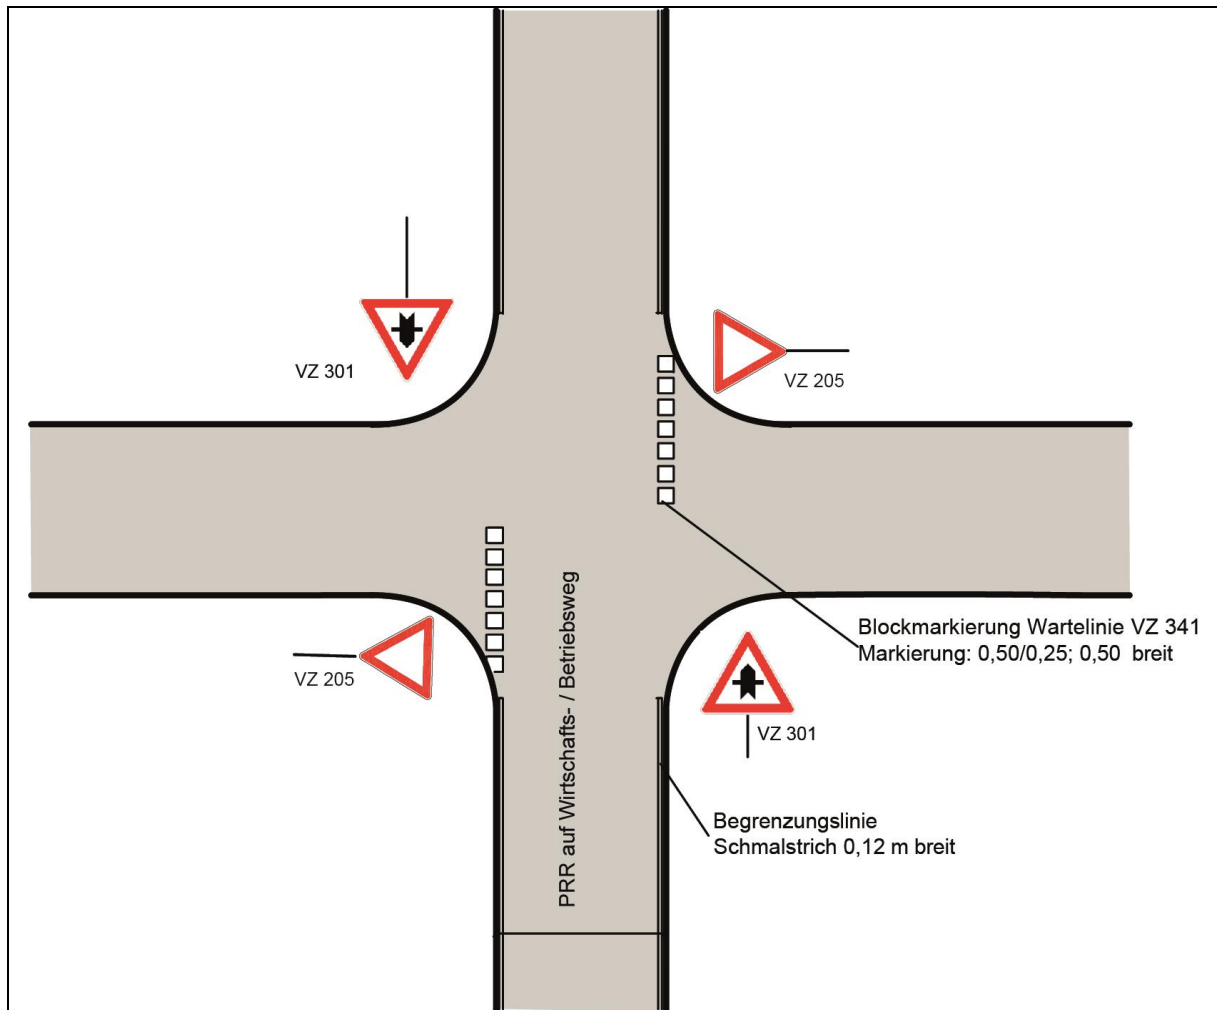 VZ 301
VZ 205
Blockmarkierung Wartelinie VZ 341
Markierung: 0,50/0,25; 0,50 breit
VZ 205
VZ 301
PRR auf Wirtschafts- / Betriebsweg
Begrenzungslinie
Schmalstrich 0,12 m breit